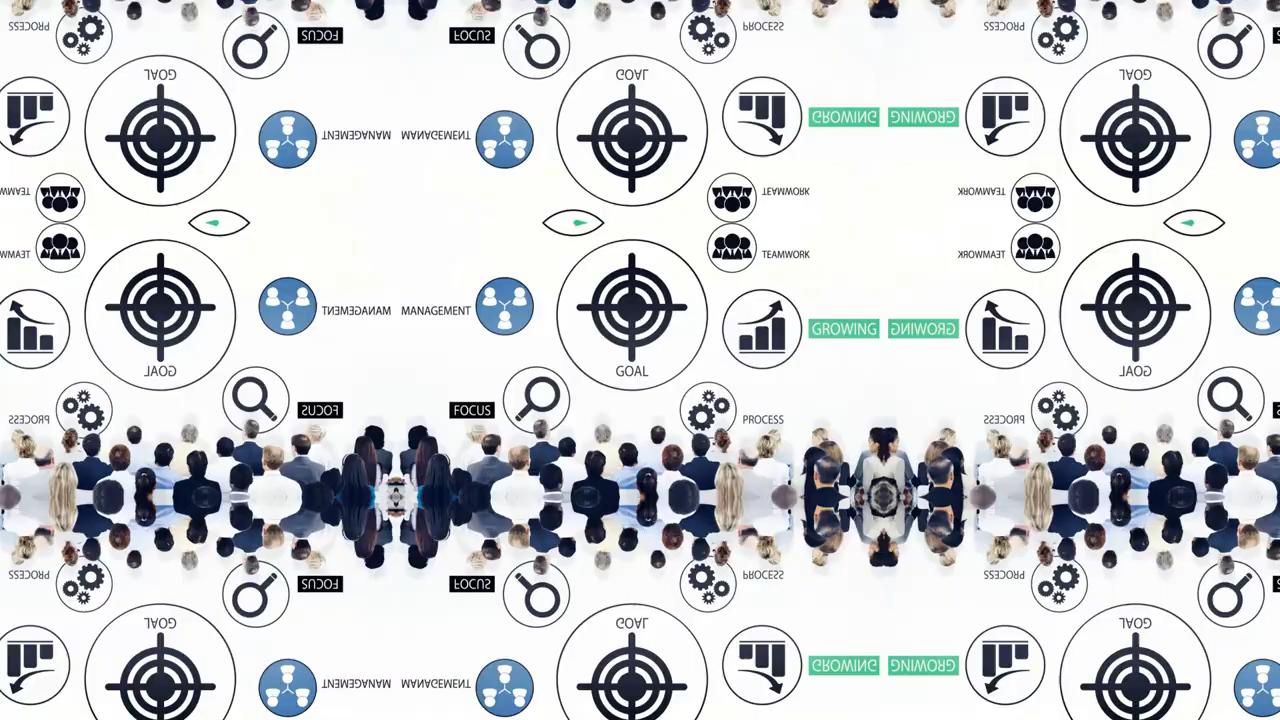 PROCESS FOCUS FOCUS PROCESS PROCESS
GOAL GOAL GOAL
GROWING GROWING
MANAGEMENT MANAGEMENT
TEAMW TEAMWORK TEAMWORK
TEAMW TEAMWORK TEAMWORK
MANAGEMENT MANAGEMENT
GROWING GROWING
GOAL GOAL GOAL
FOCUS FOCUS
PROCESS PROCESS PROCESS
PROCESS FOCUS FOCUS PROCESS PROCESS
GOAL GOAL GOAL
GROWING GROWING
MANAGEMENT MANAGEMENT